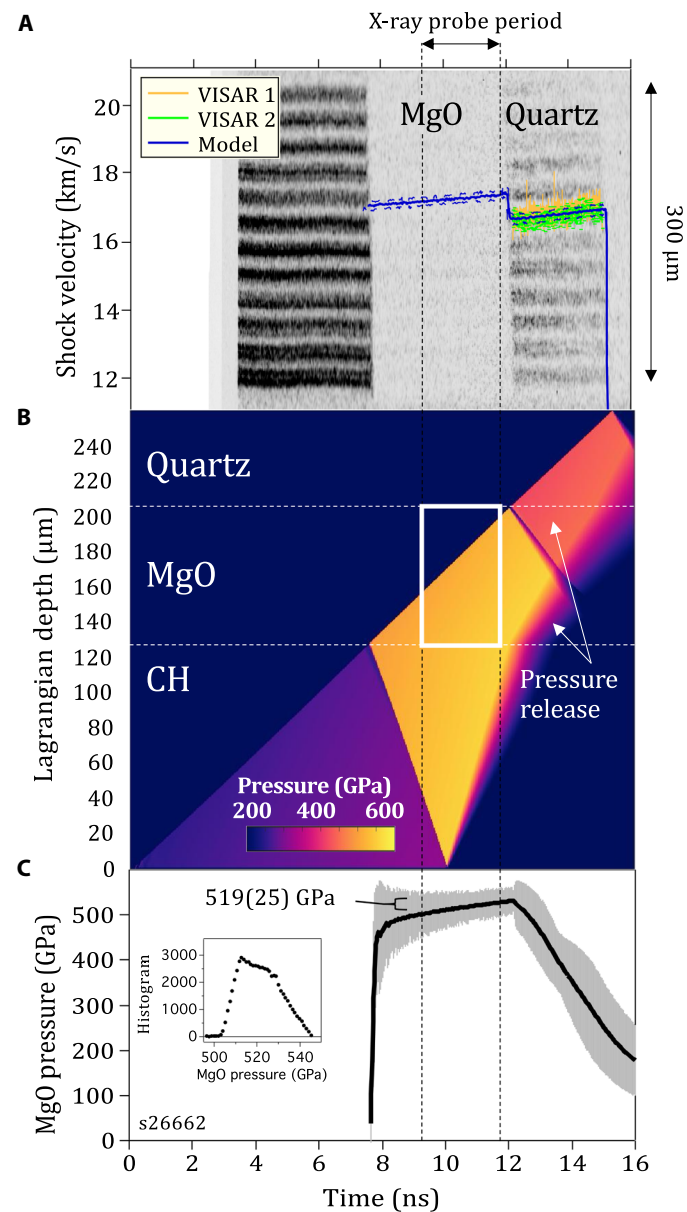 X-ray probe period
A
VISAR 1
VISAR 2
Model
MgO
Quartz
Shock velocity (km/s)
20
18
16
14
12
300 µm
B
Quartz
MgO
CH
Pressure
release
Pressure (GPa)
200 400 600
Lagrangian depth (µm)
240
220
200
180
160
140
120
100
80
60
40
20
0
C
519(25) GPa
MgO pressure (GPa)
500
400
300
200
100
0
Histogram
3000
2000
1000
0
500 520 540
MgO pressure (GPa)
s26662
0 2 4 6 8 10 12 14 16
Time (ns)